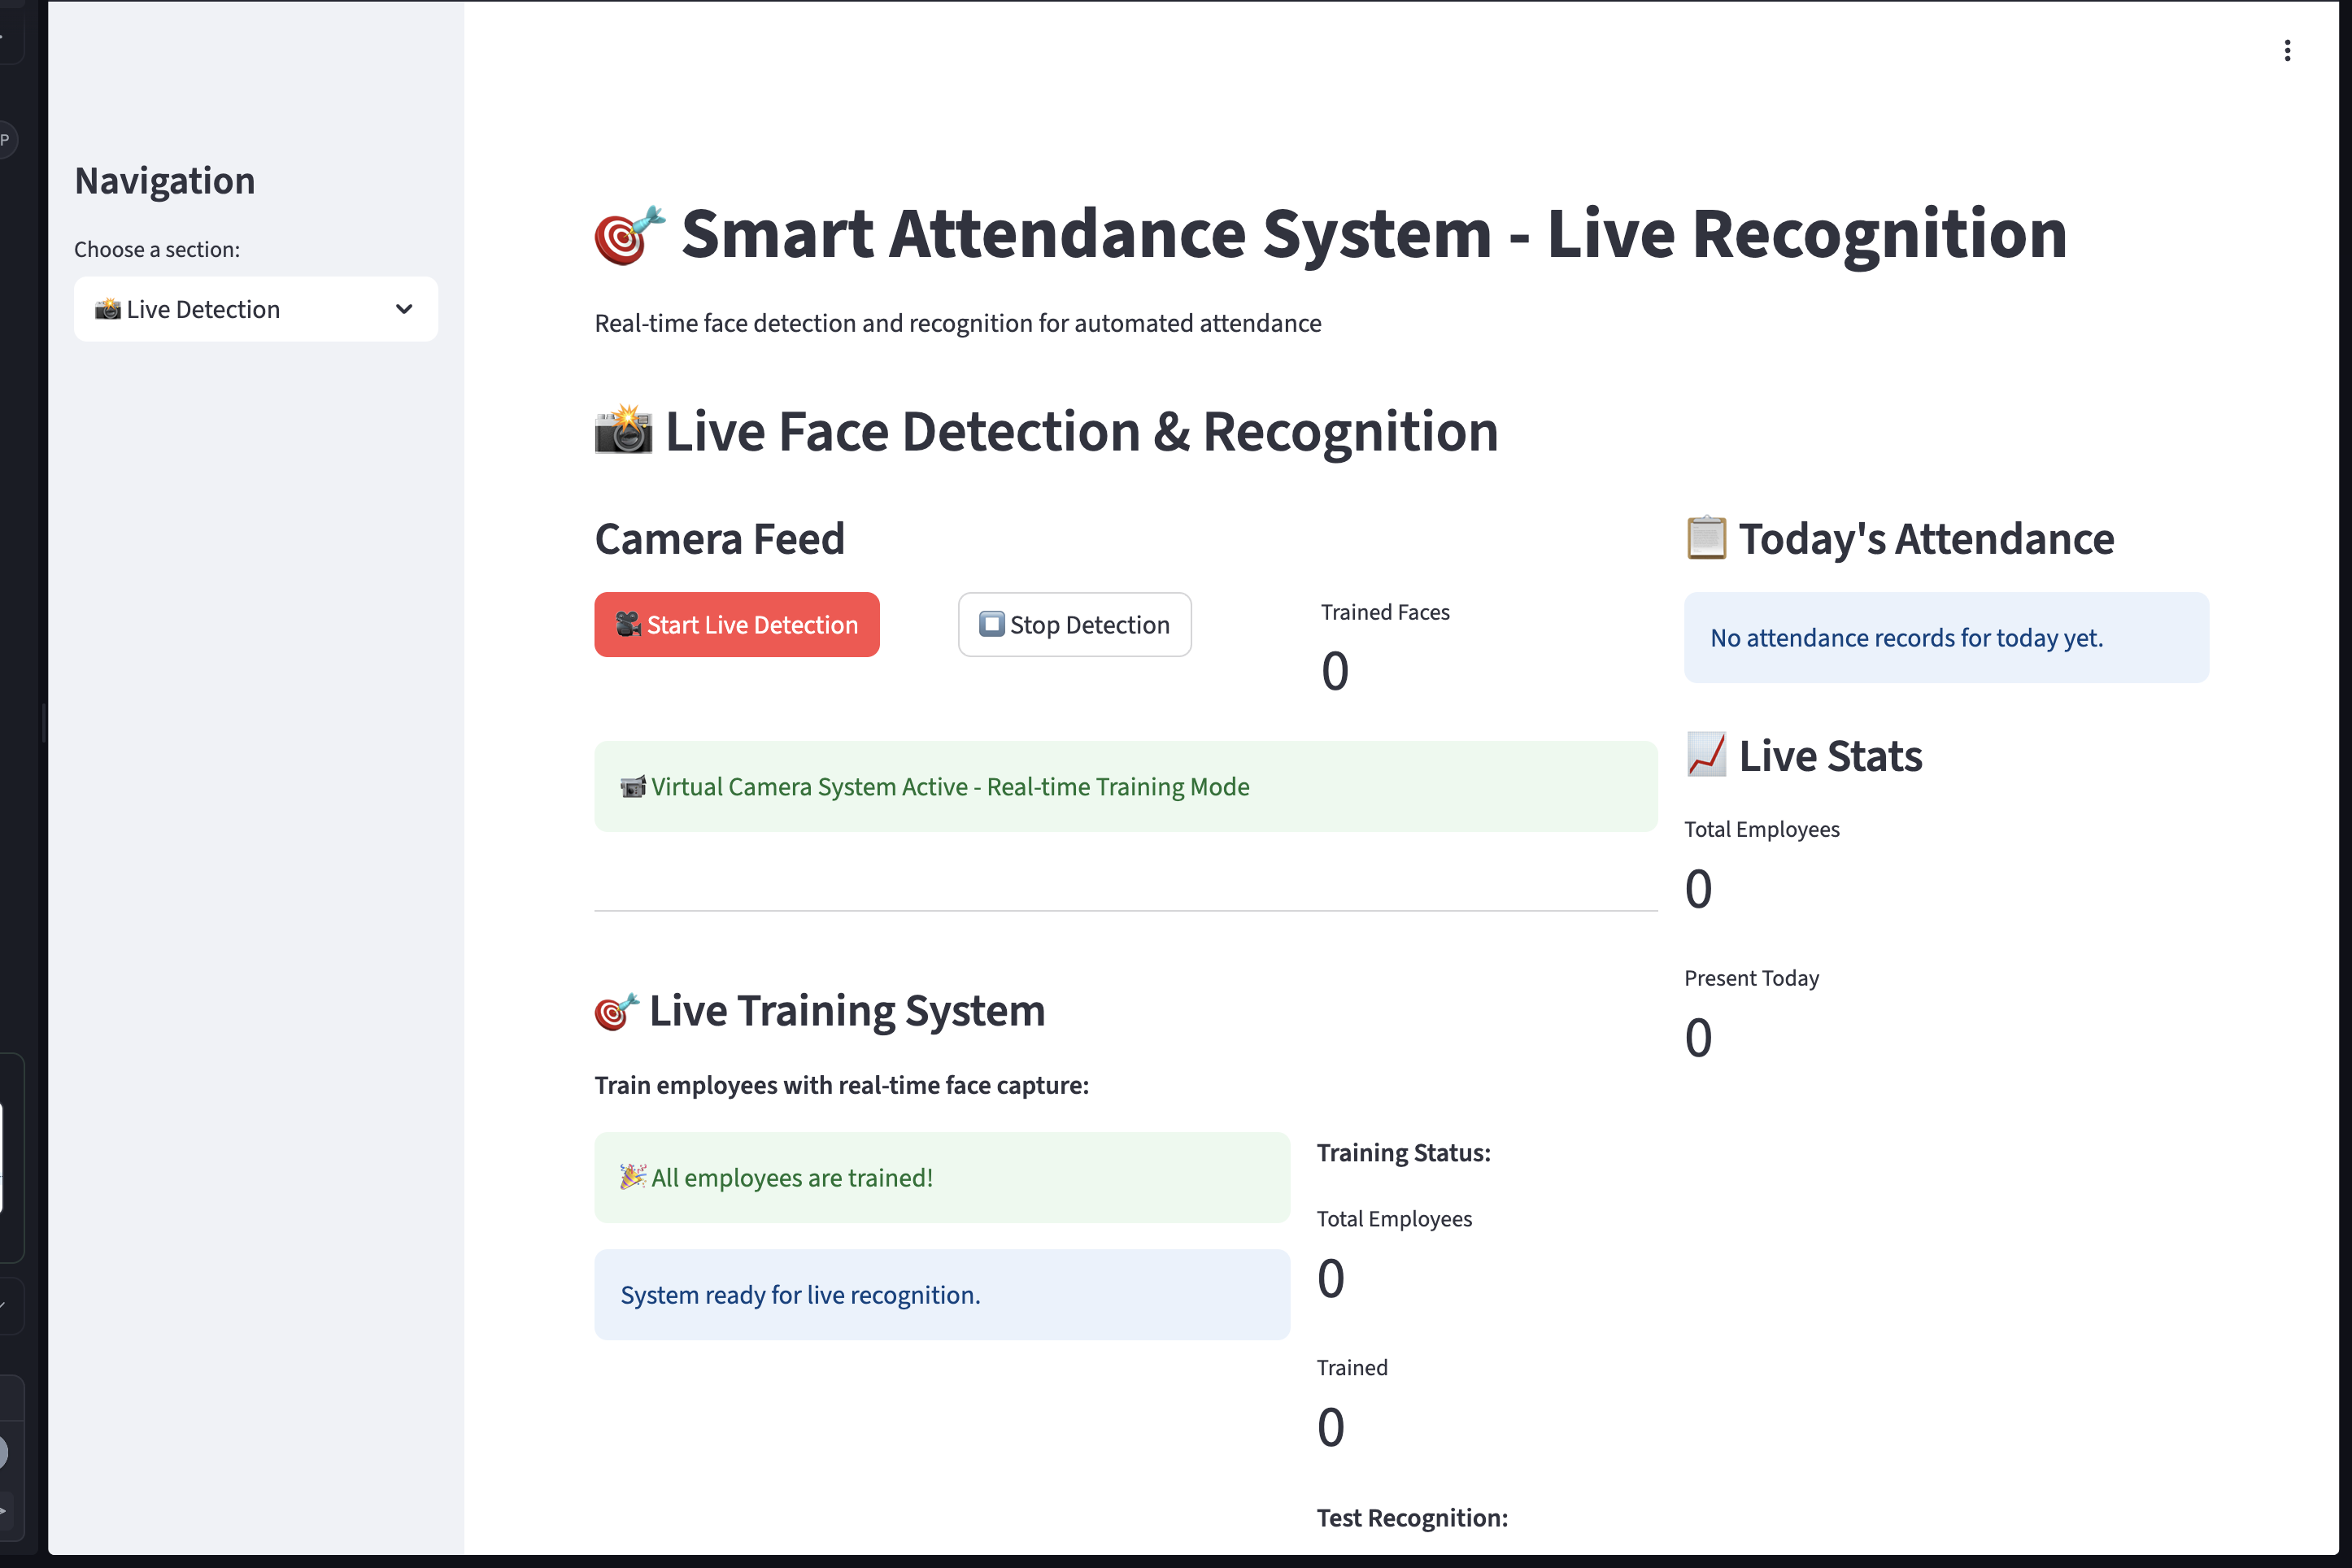 P
Navigation
Choose a section:
📸 Live Detection
🎯 Smart Attendance System - Live Recognition
Real-time face detection and recognition for automated attendance
📸 Live Face Detection & Recognition
Camera Feed
🎥 Start Live Detection
⏹️ Stop Detection
Trained Faces
0
📹 Virtual Camera System Active - Real-time Training Mode
🎯 Live Training System
Train employees with real-time face capture:
🎉 All employees are trained!
System ready for live recognition.
Training Status:
Total Employees
0
Trained
0
Test Recognition:
📋 Today's Attendance
No attendance records for today yet.
📈 Live Stats
Total Employees
0
Present Today
0